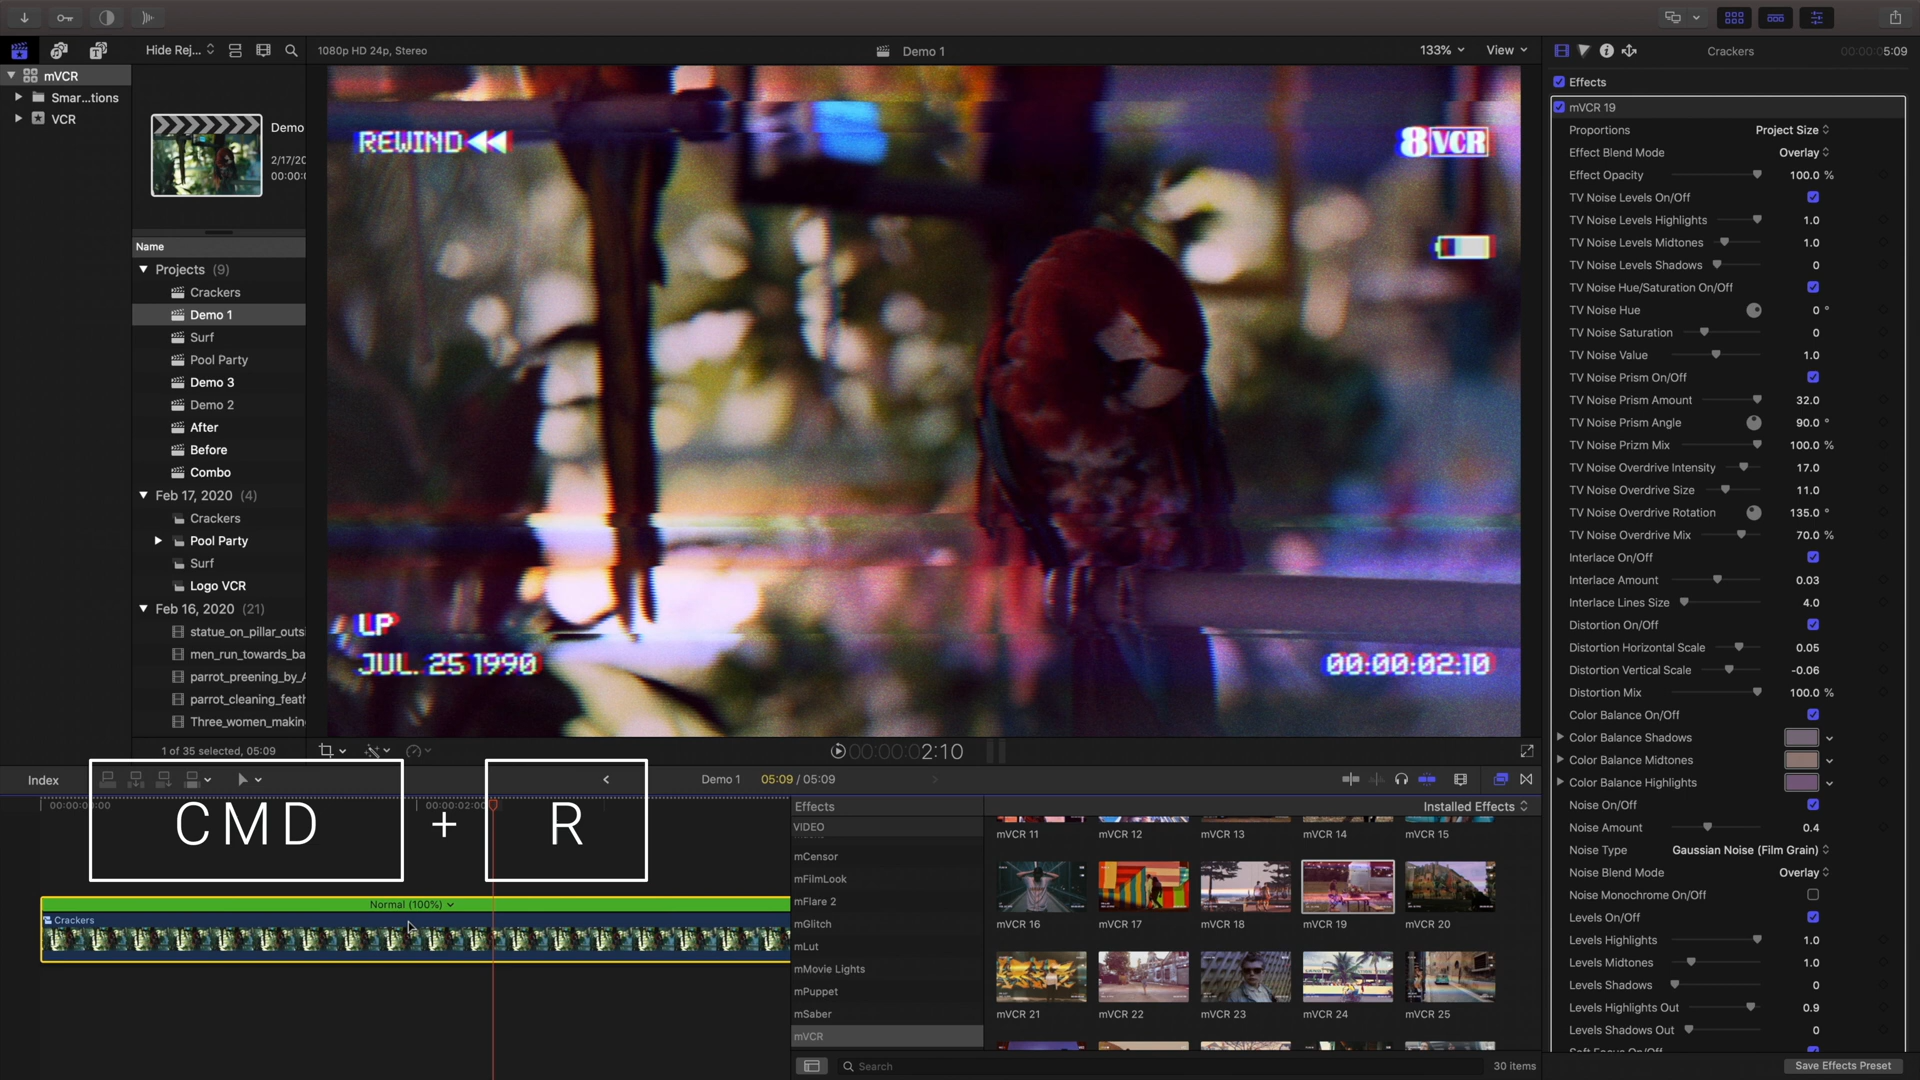 Hide Rej...
1080p HD 24p, Stereo
Demo 1
133%
View
Crackers
00:00:05:09
mVCR
Smar...tions
VCR
Demo
2/17/20
00:00:0
Name
Projects (9)
Crackers
Demo 1
Surf
Pool Party
Demo 3
Demo 2
After
Before
Combo
Feb 17, 2020 (4)
Crackers
Pool Party
Surf
Logo VCR
Feb 16, 2020 (21)
statue_on_pillar_outs
men_run_towards_ba
parrot_preening_by_A
parrot_cleaning_feath
Three_women_making
1 of 35 selected, 05:09
REWIND
8 VCR
LP
JUL. 25 1990
00:00:02:10
00:00:02:10
Effects
mVCR 19
Proportions Project Size
Effect Blend Mode Overlay
Effect Opacity 100.0 %
TV Noise Levels On/Off
TV Noise Levels Highlights 1.0
TV Noise Levels Midtones 1.0
TV Noise Levels Shadows 0
TV Noise Hue/Saturation On/Off
TV Noise Hue 0 °
TV Noise Saturation 0
TV Noise Value 1.0
TV Noise Prism On/Off
TV Noise Prism Amount 32.0
TV Noise Prism Angle 90.0 °
TV Noise Prizm Mix 100.0 %
TV Noise Overdrive Intensity 17.0
TV Noise Overdrive Size 11.0
TV Noise Overdrive Rotation 135.0 °
TV Noise Overdrive Mix 70.0 %
Interlace On/Off
Interlace Amount 0.03
Interlace Lines Size 4.0
Distortion On/Off
Distortion Horizontal Scale 0.05
Distortion Vertical Scale -0.06
Distortion Mix 100.0 %
Color Balance On/Off
Color Balance Shadows
Color Balance Midtones
Color Balance Highlights
Noise On/Off
Noise Amount 0.4
Noise Type Gaussian Noise (Film Grain)
Noise Blend Mode Overlay
Noise Monochrome On/Off
Levels On/Off
Levels Highlights 1.0
Levels Midtones 1.0
Levels Shadows 0
Levels Highlights Out 0.9
Levels Shadows Out 0
Soft Focus On/Off
Save Effects Preset
Index
Demo 1
05:09 / 05:09
00:00:00:00
00:00:02:00
CMD + R
Normal (100%)
Crackers
Effects
Installed Effects
VIDEO
mCensor
mFilmLook
mFlare 2
mGlitch
mLut
mMovie Lights
mPuppet
mSaber
mVCR
mVCR 11
mVCR 12
mVCR 13
mVCR 14
mVCR 15
mVCR 16
mVCR 17
mVCR 18
mVCR 19
mVCR 20
mVCR 21
mVCR 22
mVCR 23
mVCR 24
mVCR 25
Search
30 items